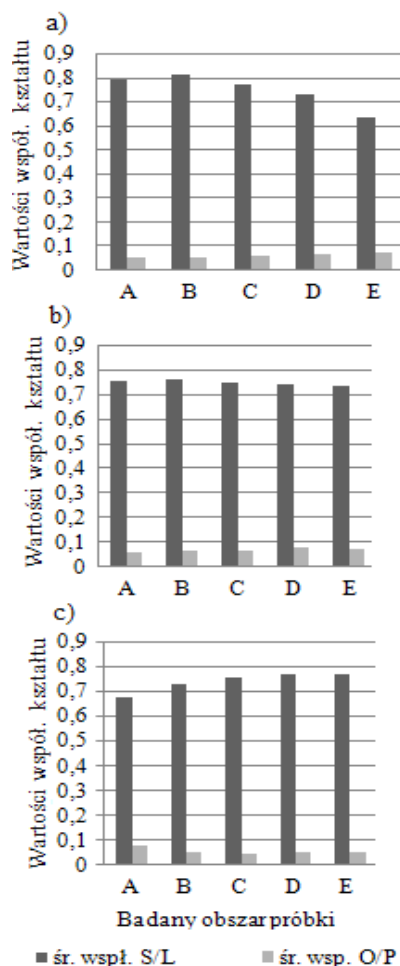 a)
Wartości współ. kształtu
0,9
0,8
0,7
0,6
0,5
0,4
0,3
0,2
0,1
0
A B C D E
b)
Wartości współ. kształtu
0,9
0,8
0,7
0,6
0,5
0,4
0,3
0,2
0,1
0
A B C D E
c)
Wartości współ. kształtu
0,9
0,8
0,7
0,6
0,5
0,4
0,3
0,2
0,1
0
A B C D E
Badany obszar próbki
śr. wspł. S/L śr. wsp. O/P